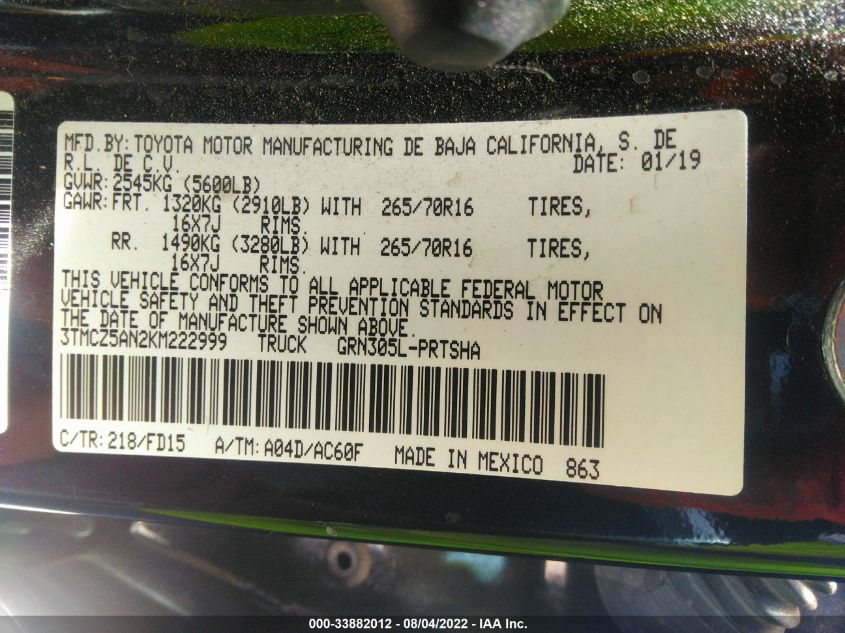 MFD.BY:TOYOTA MOTOR MANUFACTURING DE BAJA CALIFORNIA, S. DE
R.L. DE C.V. DATE: 01/19
GVWR:2545KG (5600LB)
GAWR:FRT. 1320KG (2910LB) WITH 265/70R16 TIRES,
16X7J RIMS.
RR. 1490KG (3280LB) WITH 265/70R16 TIRES,
16X7J RIMS.
THIS VEHICLE CONFORMS TO ALL APPLICABLE FEDERAL MOTOR
VEHICLE SAFETY AND THEFT PREVENTION STANDARDS IN EFFECT ON
THE DATE OF MANUFACTURE SHOWN ABOVE.
3TMCZ5AN2KM222999 TRUCK GRN305L-PRTSHA
C/TR:218/FD15 A/TM:A04D/AC60F MADE IN MEXICO 863
000-33882012 - 08/04/2022 - IAA Inc.